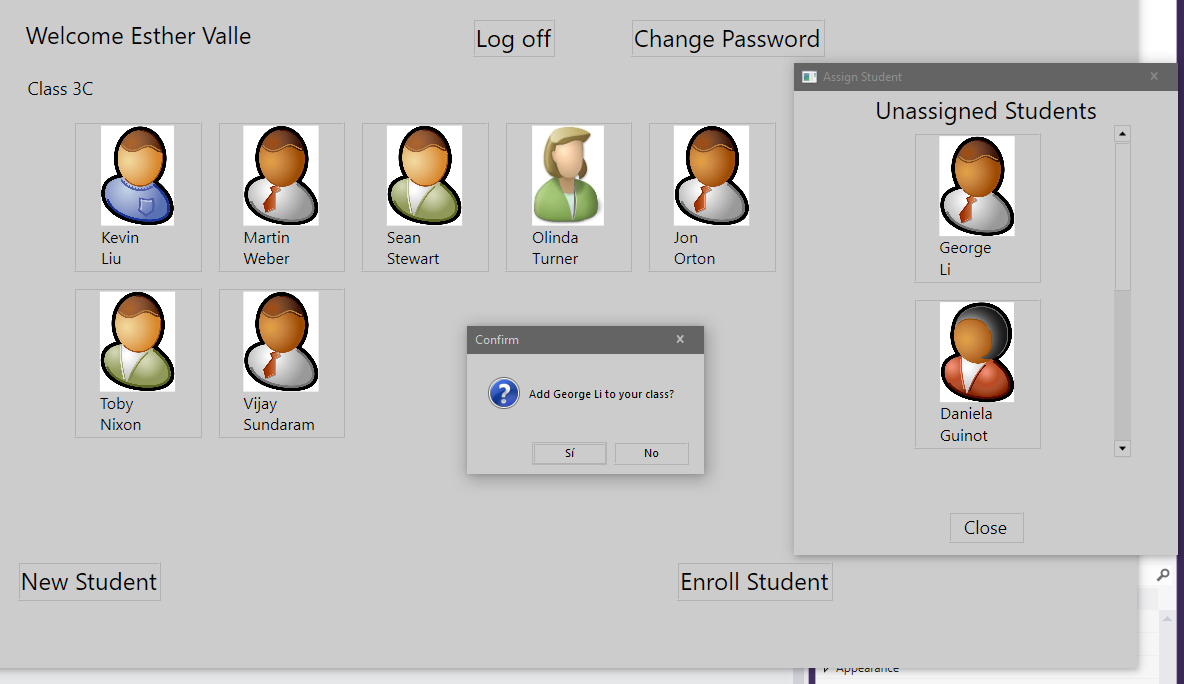 Welcome Esther Valle
Log off
Change Password
Class 3C
Kevin
Liu
Martin
Weber
Sean
Stewart
Olinda
Turner
Jon
Orton
Toby
Nixon
Vijay
Sundaram
Assign Student
x
Unassigned Students
George
Li
Daniela
Guinot
Close
Confirm
x
?
Add George Li to your class?
Sí
No
New Student
Enroll Student
Appearance